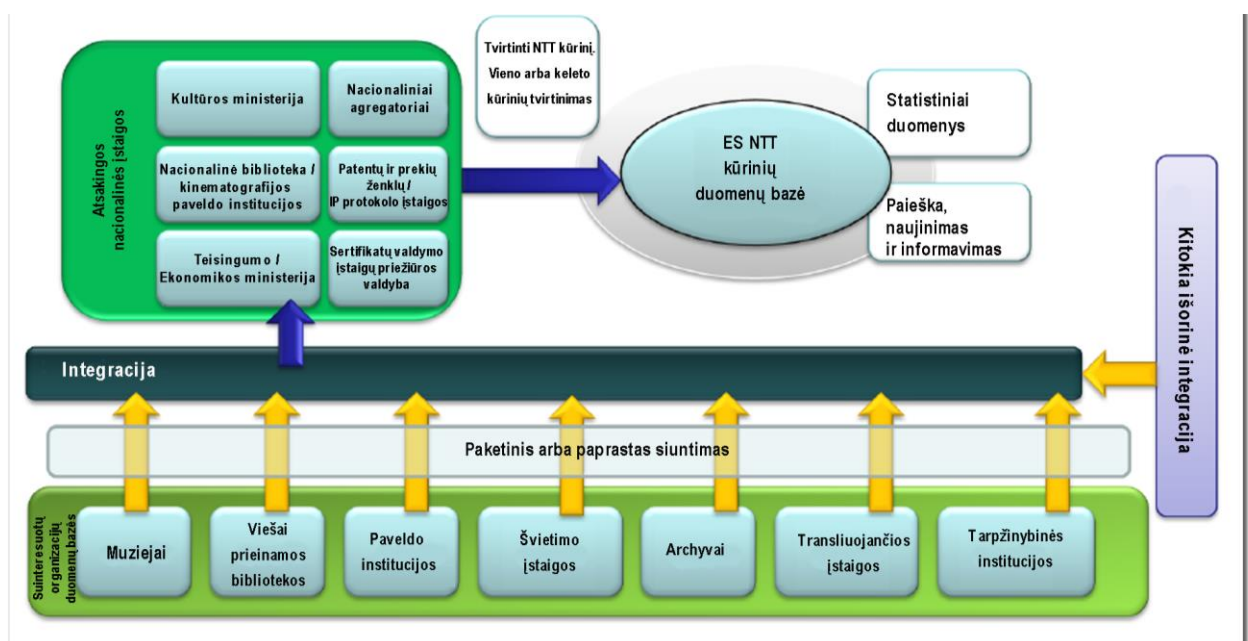 Atsakingos
nacionalinės įstaigos
Kultūros ministerija
Nacionaliniai
agregatoriai
Nacionalinė biblioteka /
kinematografijos
paveldo institucijos
Patentų ir prekių
ženklų /
IP protokolo įstaigos
Teisingumo /
Ekonomikos ministerija
Sertifikatų valdymo
įstaigų priežiūros
valdyba
Tvirtinti NTT kūrinį.
Vieno arba keleto
kūrinių tvirtinimas
ES NTT
kūrinių
duomenų bazė
Statistiniai
duomenys
Paieška,
naujinimas
ir informavimas
Kitokia išorinė integracija
Integracija
Paketinis arba paprastas siuntimas
Suinteresuotų
organizacijų
duomenų bazės
Muziejai
Viešai
prieinamos
bibliotekos
Paveldo
institucijos
Švietimo
įstaigos
Archyvai
Transliuojančios
įstaigos
Tarpžinybinės
institucijos